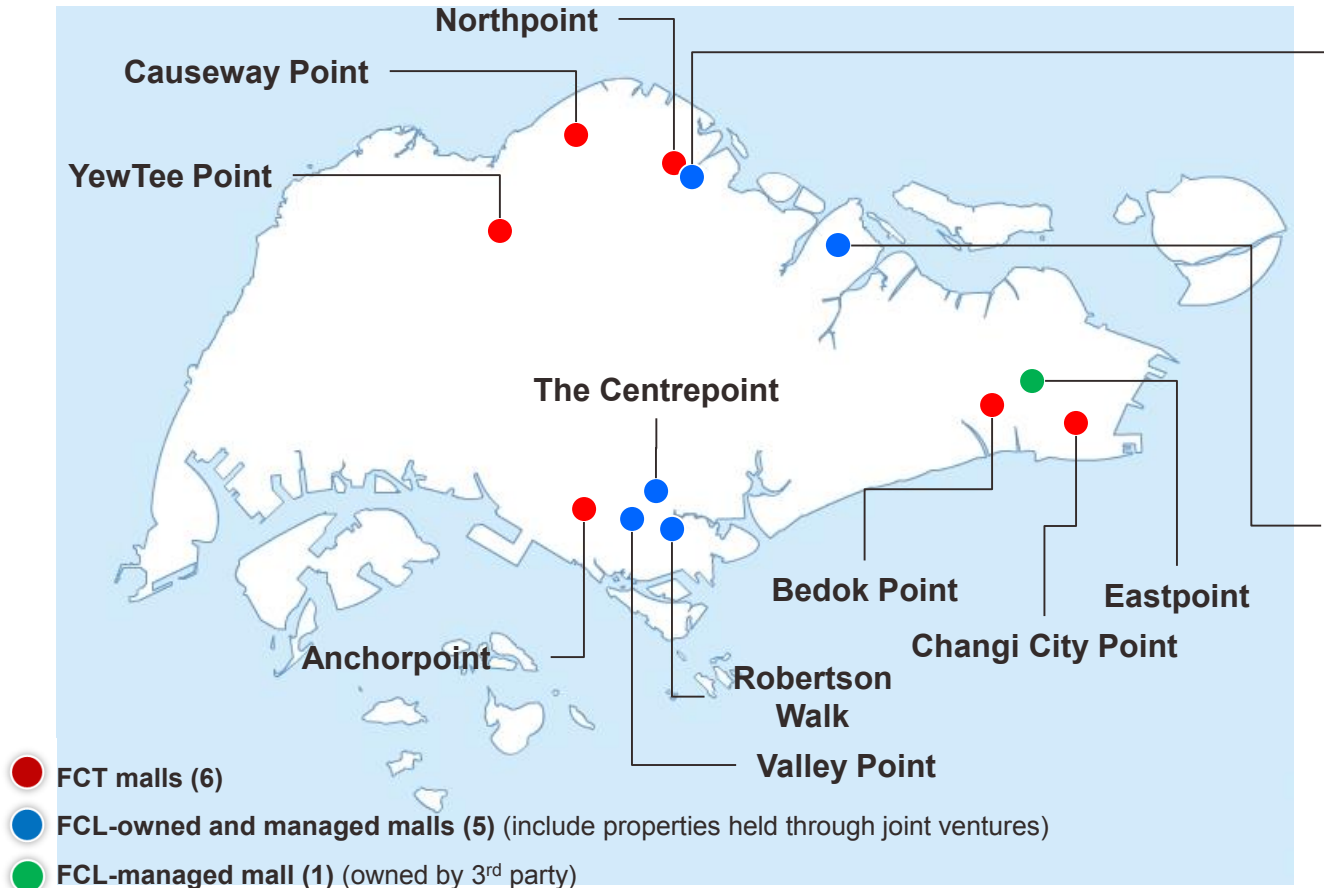 Northpoint
Causeway Point
YewTee Point
The Centrepoint
Bedok Point
Eastpoint
Changi City Point
Anchorpoint
Robertson
Walk
Valley Point
FCT malls (6)
FCL-owned and managed malls (5) (include properties held through joint ventures)
FCL-managed mall (1) (owned by 3rd party)